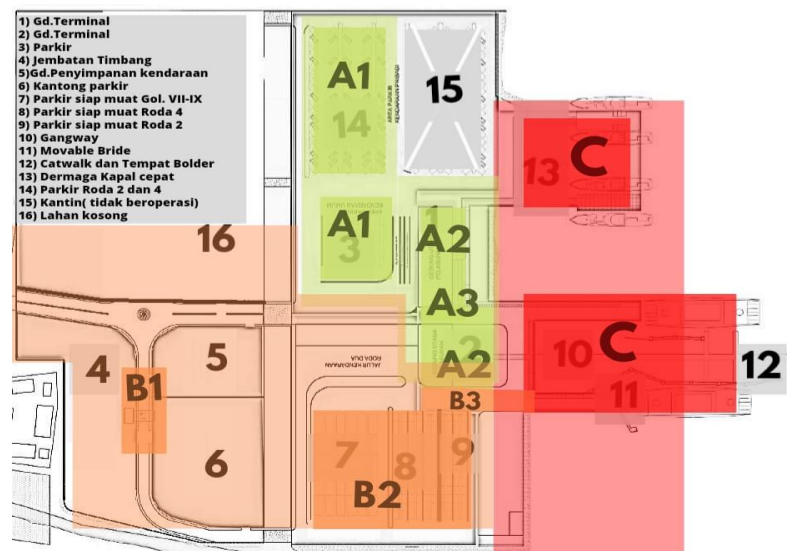 1) Gd.Terminal
2) Gd.Terminal
3) Parkir
4) Jembatan Timbang
5)Gd.Penyimpanan kendaraan
6) Kantong parkir
7) Parkir siap muat Gol. VII-IX
8) Parkir siap muat Roda 4
9) Parkir siap muat Roda 2
10) Gangway
11) Movable Bride
12) Catwalk dan Tempat Bolder
13) Dermaga Kapal cepat
14) Parkir Roda 2 dan 4
15) Kantin( tidak beroperasi)
16) Lahan kosong
A1
14
AREA PARKIR
KENDARAAN PRIBADI
15
13
C
A1
3
1
A2
16
A3
2
A2
JALUR KENDARAAN
RODA DUA
10
C
11
12
4
5
B1
B3
6
7
8
9
B2